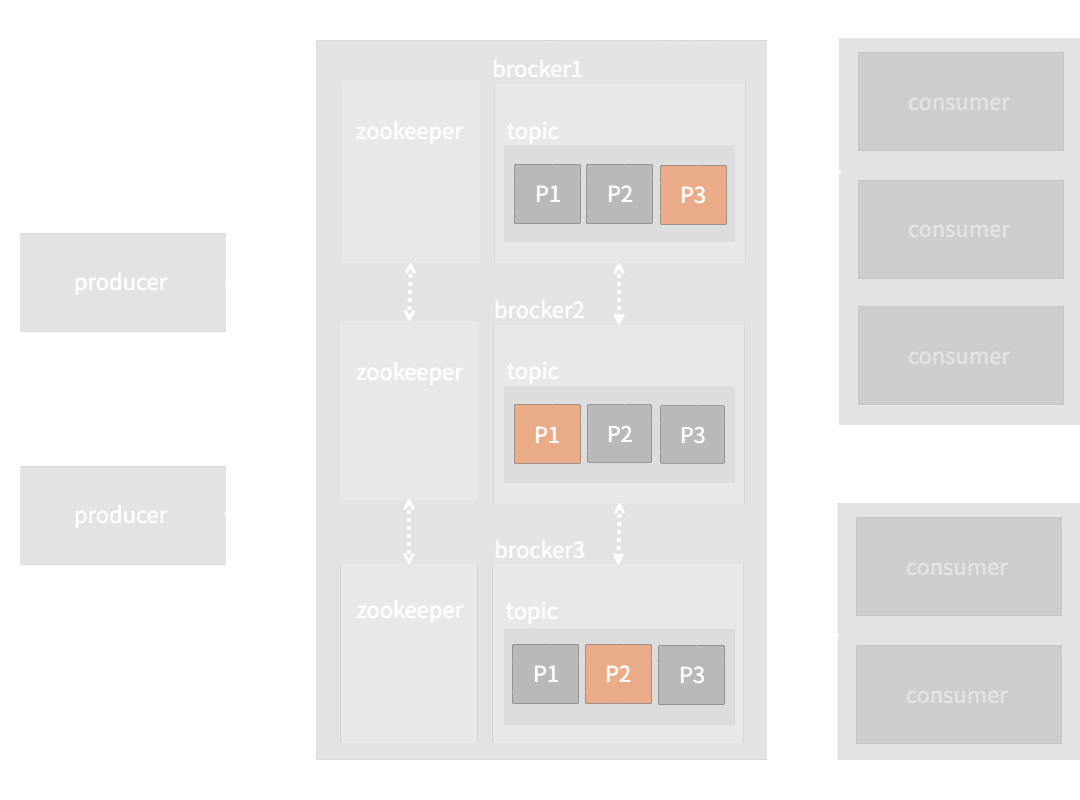 producer
producer
brocker1
zookeeper
topic
P1 P2 P3
brocker2
zookeeper
topic
P1 P2 P3
brocker3
zookeeper
topic
P1 P2 P3
consumer
consumer
consumer
consumer
consumer